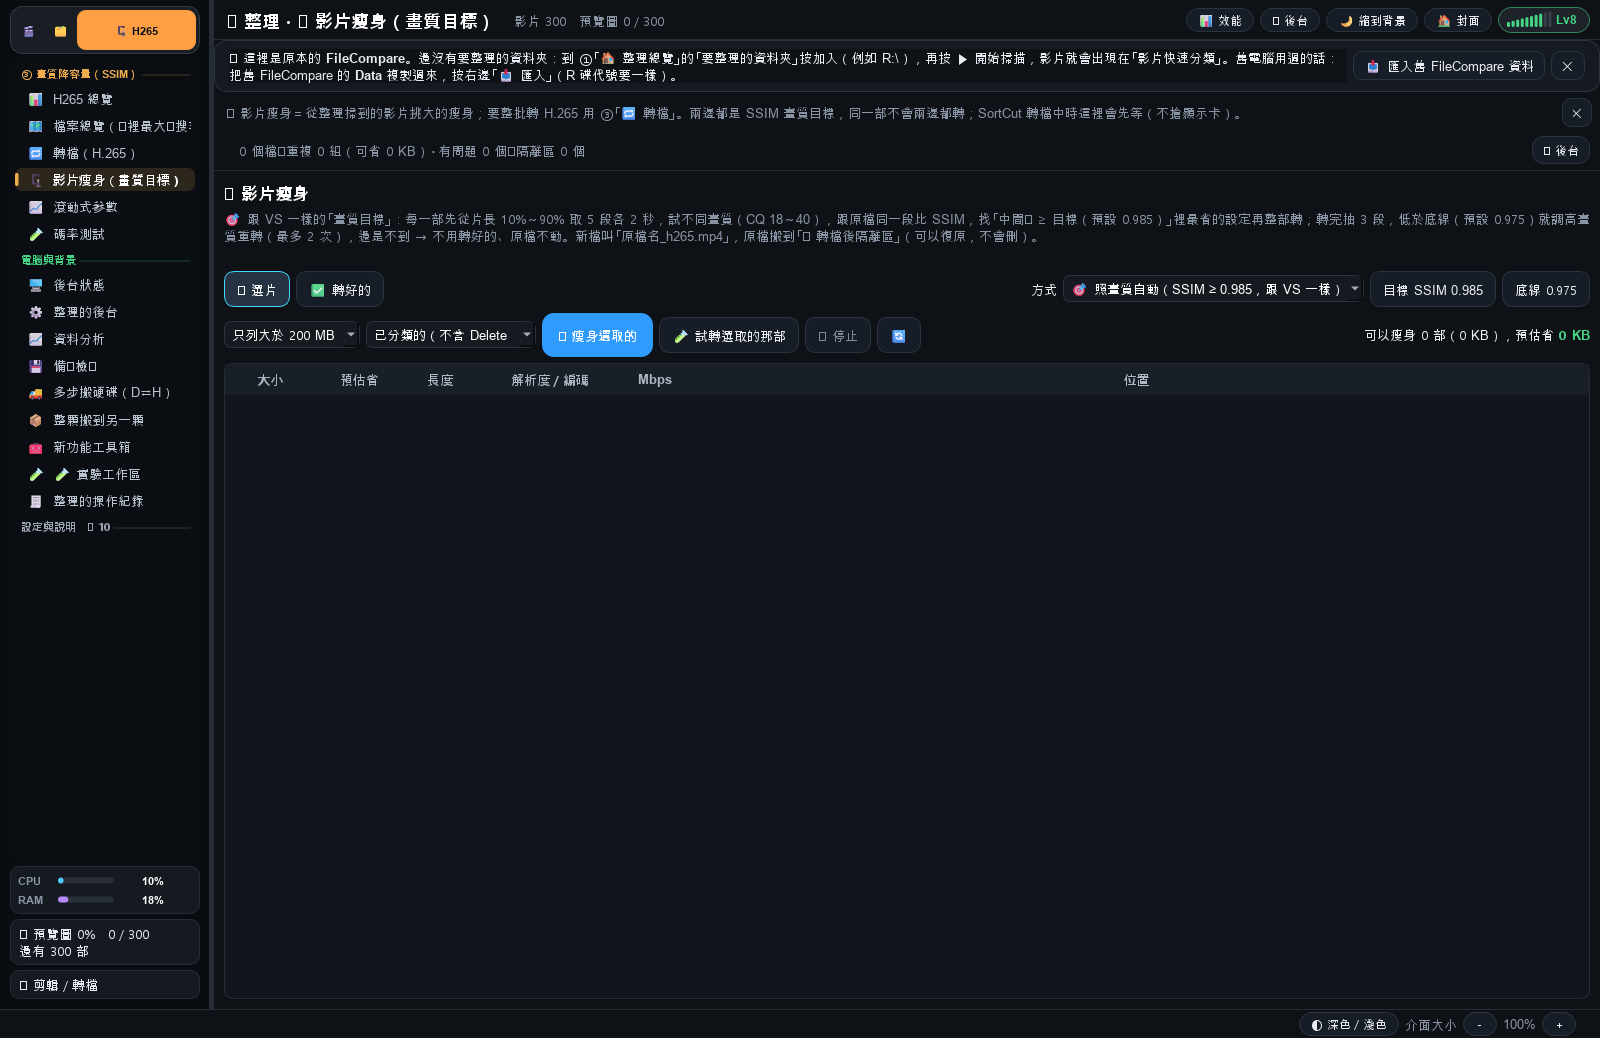 H265
③ 畫質降容量 ( SSIM )
H265 總覽
檔案總覽 (
轉檔 ( H.265 )
影片瘦身 ( 畫質目標 )
滾動式參數
碼率測試
電腦與背景
後台狀態
整理的後台
資料分析
備 檢
多步搬硬碟 ( D⇄H )
整顆搬到另一顆
新功能工具箱
實驗工作區
整理的操作紀錄
設定與說明 10
CPU 10%
RAM 18%
預覽圖 0% 0 / 300
還有 300 部
剪輯 / 轉檔
整理 · 影片瘦身 ( 畫質目標 ) 影片 300 預覽圖 0 / 300
效能 後台 縮到背景 封面 Lv8
這裡是原本的 FileCompare。還沒有要整理的資料夾：到 ①「🏠 整理總覽」的「要整理的資料夾」按加入 ( 例如 R:\ ) , 再按 ▶ 開始掃描 , 影片就會出現在「影片快速分類」。舊電腦用過的話：
把舊 FileCompare 的 Data 複製過來 , 按右邊「📥 匯入」( R 碟代號要一樣 )。
匯入舊 FileCompare 資料 ✕
影片瘦身 = 從整理掃到的影片挑大的瘦身 ; 要整批轉 H.265 用 ③「🔁 轉檔」。兩邊都是 SSIM 畫質目標 , 同一部不會兩邊都轉 ; SortCut 轉檔中時這裡會先等 ( 不搶顯示卡 )。 ✕
0 個檔 重複 0 組 ( 可省 0 KB ) · 有問題 0 個 隔離區 0 個 後台
影片瘦身
🎯 跟 VS 一樣的「畫質目標」：每一部先從片長 10%～90% 取 5 段各 2 秒 , 試不同畫質 ( CQ 18～40 ) , 跟原檔同一段比 SSIM , 找「中間 ≥ 目標 ( 預設 0.985 )」裡最省的設定再整部轉 ; 轉完抽 3 段 , 低於底線 ( 預設 0.975 ) 就調高畫
質重轉 ( 最多 2 次 ) , 還是不到 → 不用轉好的、原檔不動。新檔叫「原檔名_h265.mp4」, 原檔搬到「 轉檔後隔離區」( 可以復原 , 不會刪 )。
選片 ✅ 轉好的 方式 🎯 照畫質自動 ( SSIM ≥ 0.985 , 跟 VS 一樣 ) 目標 SSIM 0.985 底線 0.975
只列大於 200 MB 已分類的 ( 不含 Delete 瘦身選取的 試轉選取的那部 停止 可以瘦身 0 部 ( 0 KB ) , 預估省 0 KB
大小 預估省 長度 解析度 / 編碼 Mbps 位置
深色 / 淺色 介面大小 - 100% +